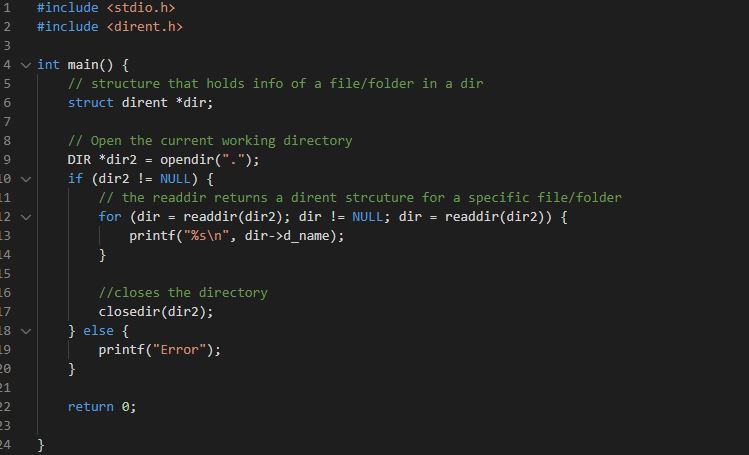 1 #include <stdio.h>
2 #include <dirent.h>
3
4 int main() {
5 // structure that holds info of a file/folder in a dir
6 struct dirent *dir;
7
8 // Open the current working directory
9 DIR *dir2 = opendir(".");
10 if (dir2 != NULL) {
11 // the readdir returns a dirent strcuture for a specific file/folder
12 for (dir = readdir(dir2); dir != NULL; dir = readdir(dir2)) {
13 printf("%s\n", dir->d_name);
14 }
15
16 //closes the directory
17 closedir(dir2);
18 } else {
19 printf("Error");
20 }
21
22 return 0;
23
24 }